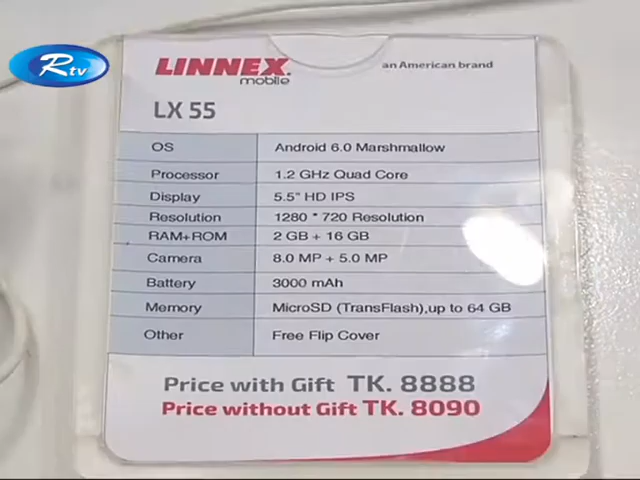 Rtv
LINNEX
mobile
an American brand
LX 55
OS Android 6.0 Marshmallow
Processor 1.2 GHz Quad Core
Display 5.5" HD IPS
Resolution 1280 * 720 Resolution
RAM+ROM 2 GB + 16 GB
Camera 8.0 MP + 5.0 MP
Battery 3000 mAh
Memory MicroSD (TransFlash),up to 64 GB
Other Free Flip Cover
Price with Gift TK. 8888
Price without Gift TK. 8090